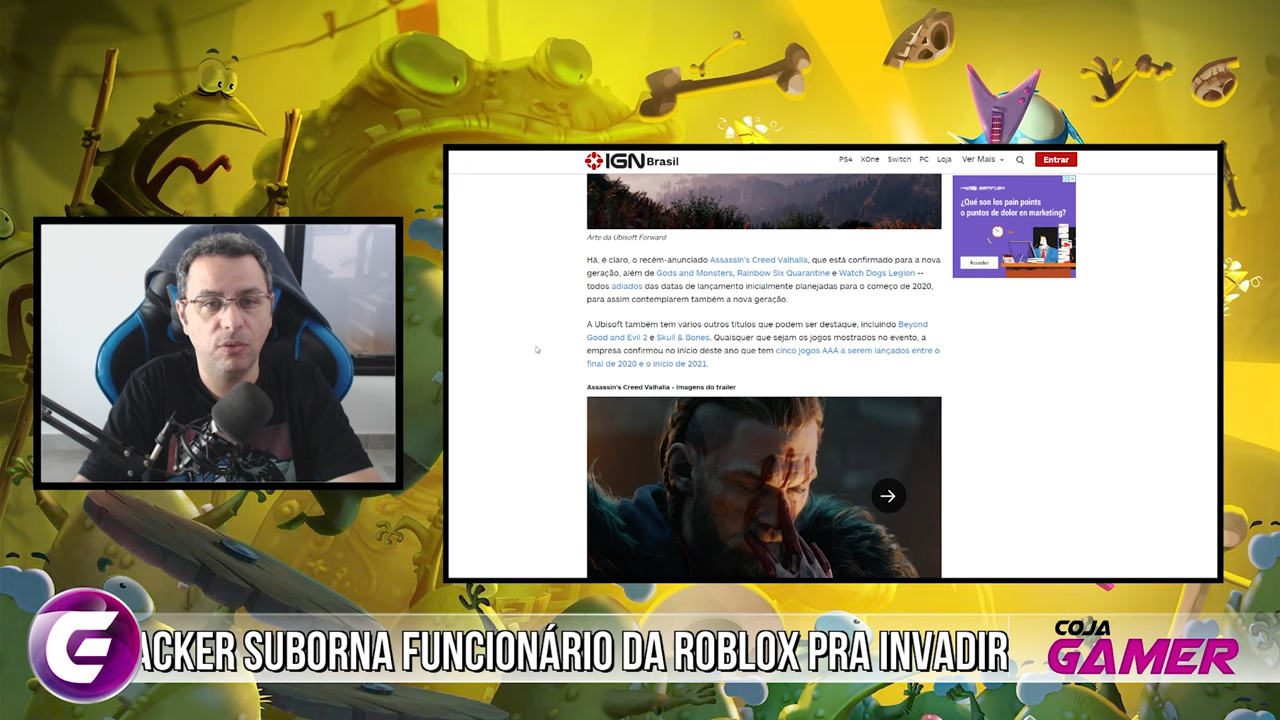 IGN Brasil
PS4 XOne Switch PC Loja Ver Mais Entrar
SEMRUSH
¿Qué son los pain points
o puntos de dolor en marketing?
Acceder
Arte da Ubisoft Forward
Há, é claro, o recém-anunciado Assassin's Creed Valhalla, que está confirmado para a nova
geração, além de Gods and Monsters, Rainbow Six Quarantine e Watch Dogs Legion --
todos adiados das datas de lançamento inicialmente planejadas para o começo de 2020,
para assim contemplarem também a nova geração.
A Ubisoft também tem vários outros títulos que podem ser destaque, incluindo Beyond
Good and Evil 2 e Skull & Bones. Quaisquer que sejam os jogos mostrados no evento, a
empresa confirmou no início deste ano que tem cinco jogos AAA a serem lançados entre o
final de 2020 e o início de 2021.
Assassin's Creed Valhalla - Imagens do trailer
ACKER SUBORNA FUNCIONÁRIO DA ROBLOX PRA INVADIR
COJA
GAMER